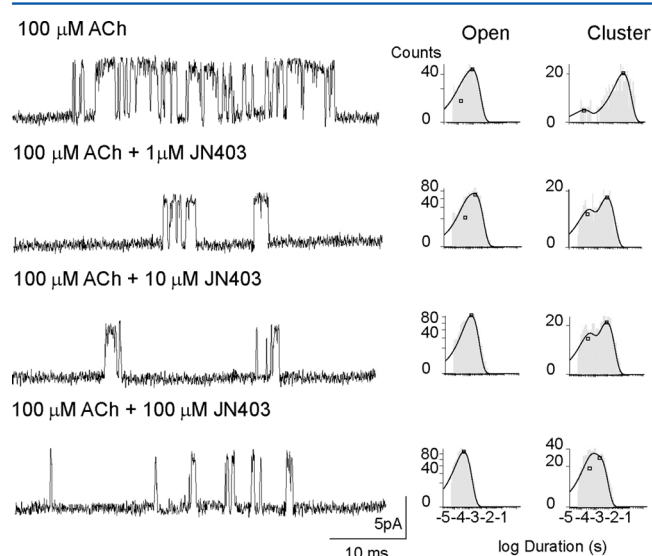 100 μM ACh
Open
Cluster
Counts
40
0
20
0
100 μM ACh + 1μM JN403
80
40
0
20
0
100 μM ACh + 10 μM JN403
80
40
0
20
0
100 μM ACh + 100 μM JN403
80
40
0
40
20
0
-5-4-3-2-1
-5-4-3-2-1
5pA
10 ms
log Duration (s)